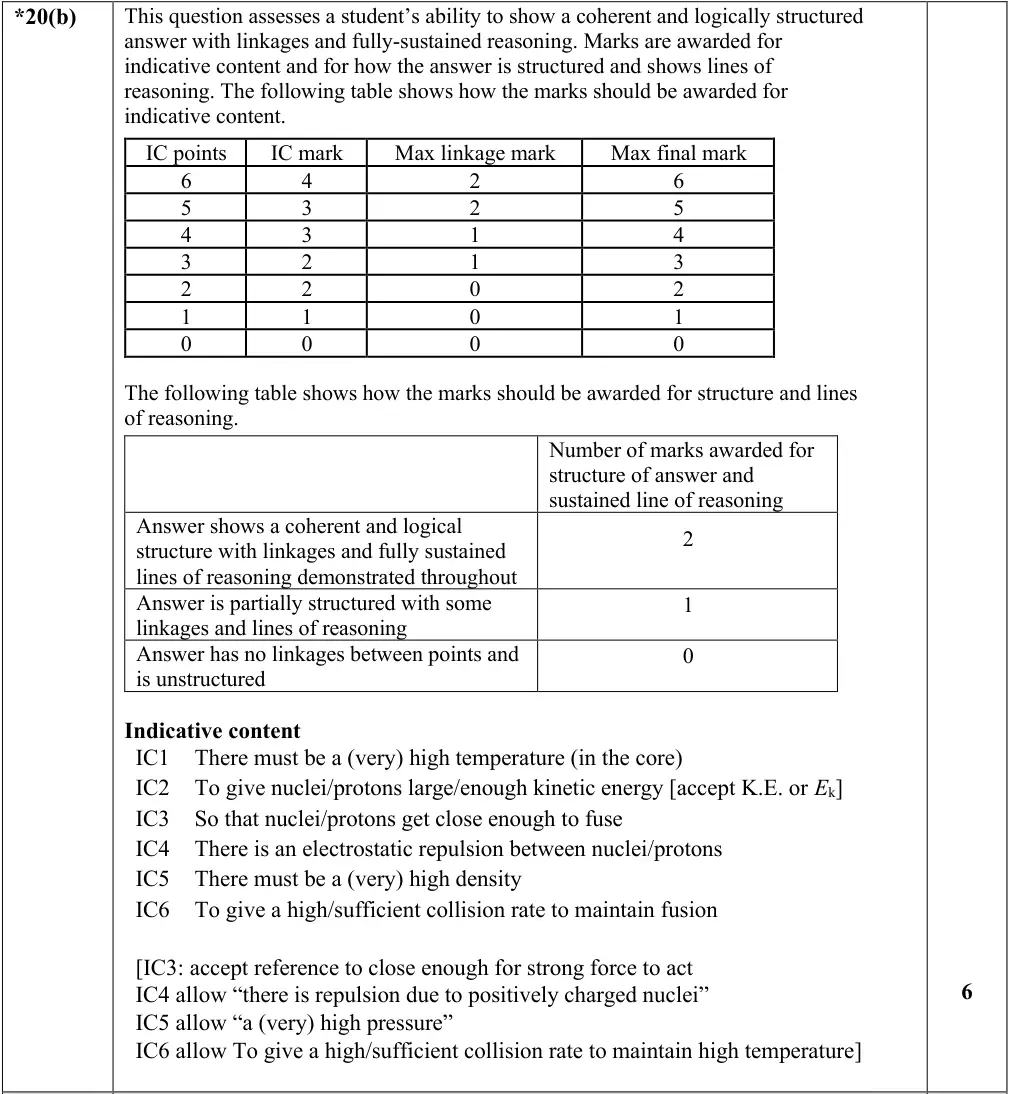 *20(b)
This question assesses a student’s ability to show a coherent and logically structured
answer with linkages and fully-sustained reasoning. Marks are awarded for
indicative content and for how the answer is structured and shows lines of
reasoning. The following table shows how the marks should be awarded for
indicative content.
IC points IC mark Max linkage mark Max final mark
6 4 2 6
5 3 2 5
4 3 1 4
3 2 1 3
2 2 0 2
1 1 0 1
0 0 0 0
The following table shows how the marks should be awarded for structure and lines
of reasoning.
Number of marks awarded for
structure of answer and
sustained line of reasoning
Answer shows a coherent and logical
structure with linkages and fully sustained
lines of reasoning demonstrated throughout
2
Answer is partially structured with some
linkages and lines of reasoning
1
Answer has no linkages between points and
is unstructured
0
Indicative content
IC1 There must be a (very) high temperature (in the core)
IC2 To give nuclei/protons large/enough kinetic energy [accept K.E. or Ek]
IC3 So that nuclei/protons get close enough to fuse
IC4 There is an electrostatic repulsion between nuclei/protons
IC5 There must be a (very) high density
IC6 To give a high/sufficient collision rate to maintain fusion
[IC3: accept reference to close enough for strong force to act
IC4 allow “there is repulsion due to positively charged nuclei”
IC5 allow “a (very) high pressure”
IC6 allow To give a high/sufficient collision rate to maintain high temperature]
6